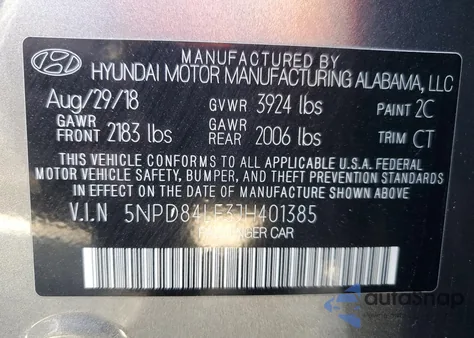 MANUFACTURED BY
HYUNDAI MOTOR MANUFACTURING ALABAMA, LLC
Aug/29/18 GVWR 3924 lbs PAINT 2C
GAWR FRONT 2183 lbs GAWR REAR 2006 lbs TRIM CT
THIS VEHICLE CONFORMS TO ALL APPLICABLE U.S.A. FEDERAL
MOTOR VEHICLE SAFETY, BUMPER, AND THEFT PREVENTION STANDARDS
IN EFFECT ON THE DATE OF MANUFACTURE SHOWN ABOVE.
V.I.N 5NPD84LF3JH401385
PASSENGER CAR
autoSnap